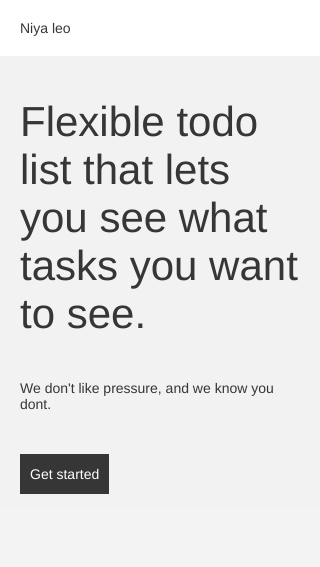 Niya leo
Flexible todo
list that lets
you see what
tasks you want
to see.
We don't like pressure, and we know you
dont.
Get started